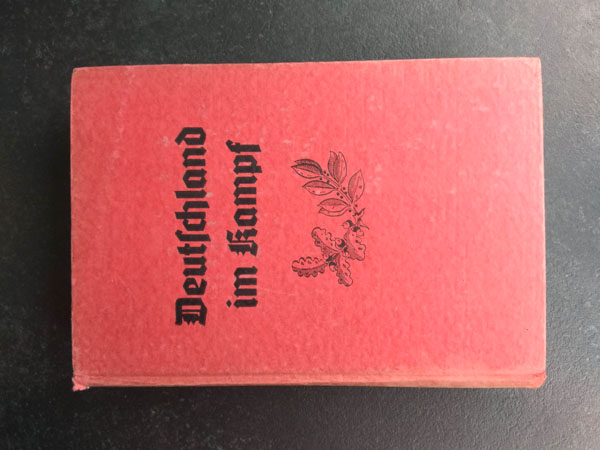 Deutſchland
im Kampf